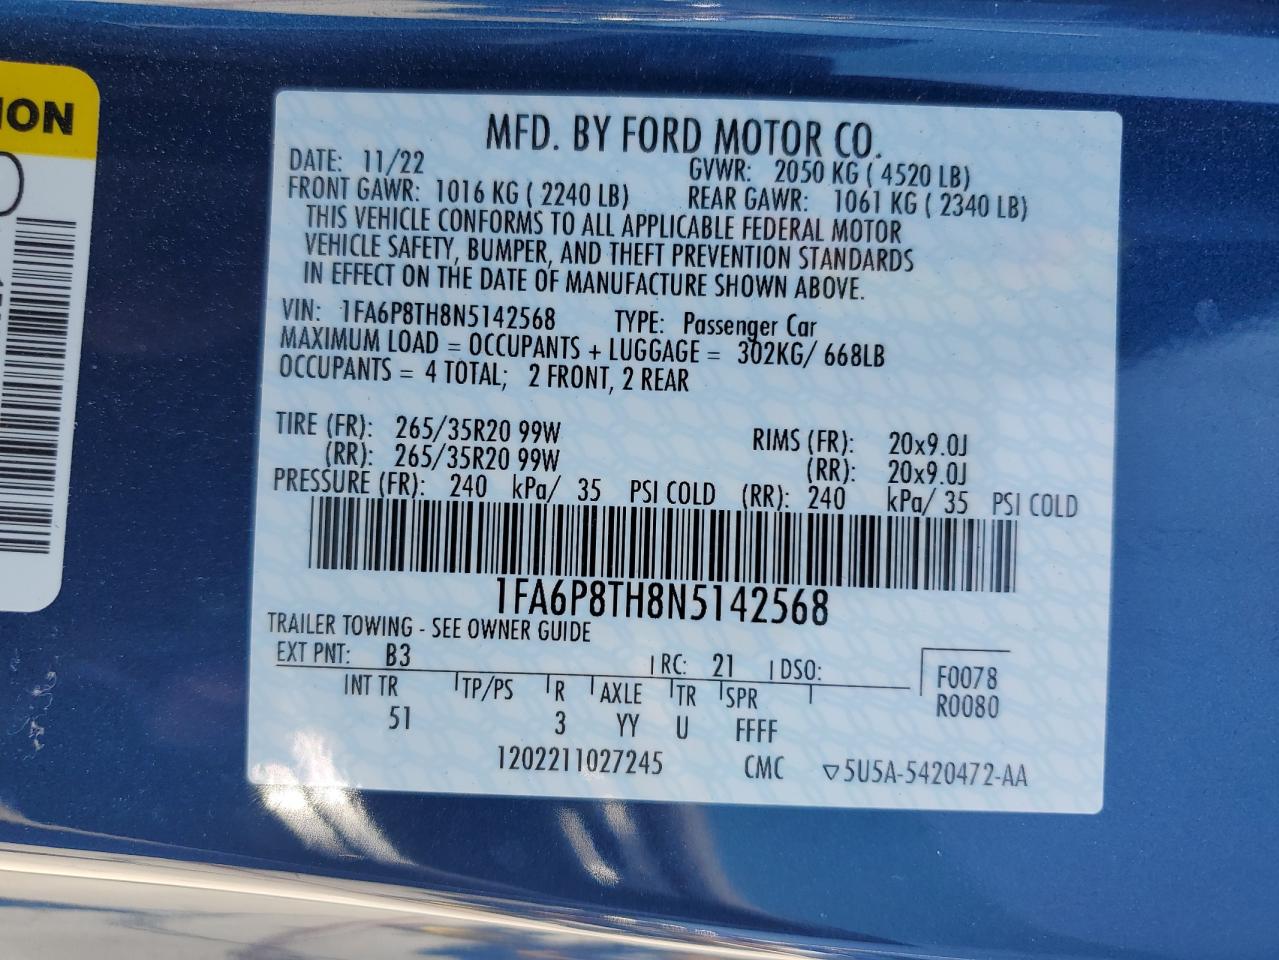 ION
MFD. BY FORD MOTOR CO.
DATE: 11/22 GVWR: 2050 KG ( 4520 LB)
FRONT GAWR: 1016 KG ( 2240 LB) REAR GAWR: 1061 KG ( 2340 LB)
THIS VEHICLE CONFORMS TO ALL APPLICABLE FEDERAL MOTOR
VEHICLE SAFETY, BUMPER, AND THEFT PREVENTION STANDARDS
IN EFFECT ON THE DATE OF MANUFACTURE SHOWN ABOVE.
VIN: 1FA6P8TH8N5142568 TYPE: Passenger Car
MAXIMUM LOAD = OCCUPANTS + LUGGAGE = 302KG/ 668LB
OCCUPANTS = 4 TOTAL; 2 FRONT, 2 REAR
TIRE (FR): 265/35R20 99W RIMS (FR): 20x9.0J
(RR): 265/35R20 99W (RR): 20x9.0J
PRESSURE (FR): 240 kPa/ 35 PSI COLD (RR): 240 kPa/ 35 PSI COLD
1FA6P8TH8N5142568
TRAILER TOWING - SEE OWNER GUIDE
EXT PNT: B3 RC: 21 DSO: F0078
INT TR TP/PS R AXLE TR SPR R0080
51 3 YY U FFFF
1202211027245 CMC ▽5U5A-5420472-AA